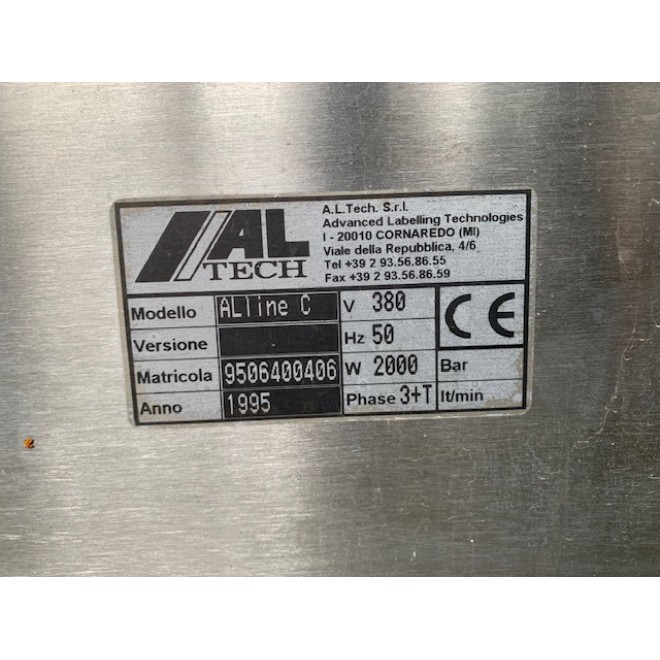 AL
TECH
A.L.Tech. S.r.l.
Advanced Labelling Technologies
I - 20010 CORNAREDO (MI)
Viale della Repubblica, 4/6
Tel +39 2 93.56.86.55
Fax +39 2 93.56.86.59
Modello ALline C V 380 CE
Versione Hz 50
Matricola 9506400406 W 2000 Bar
Anno 1995 Phase 3+T lt/min